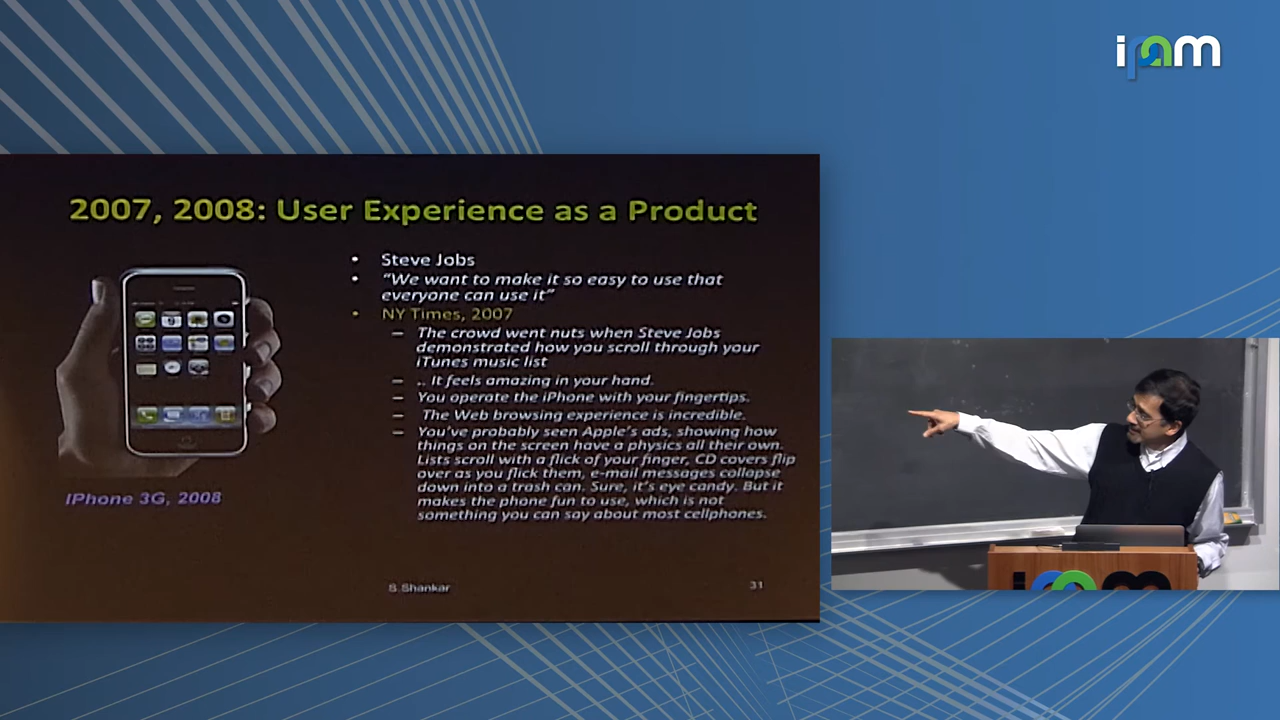 ipam
2007, 2008: User Experience as a Product
• Steve Jobs
• “We want to make it so easy to use that
everyone can use it”
• NY Times, 2007
– The crowd went nuts when Steve Jobs
demonstrated how you scroll through your
iTunes music list
– .. It feels amazing in your hand.
– You operate the iPhone with your fingertips.
– The Web browsing experience is incredible.
– You’ve probably seen Apple’s ads, showing how
things on the screen have a physics all their own.
Lists scroll with a flick of your finger, CD covers flip
over as you flick them, e-mail messages collapse
down into a trash can. Sure, it’s eye candy. But it
makes the phone fun to use, which is not
something you can say about most cellphones.
IPhone 3G, 2008
S.Shankar
31
ipam